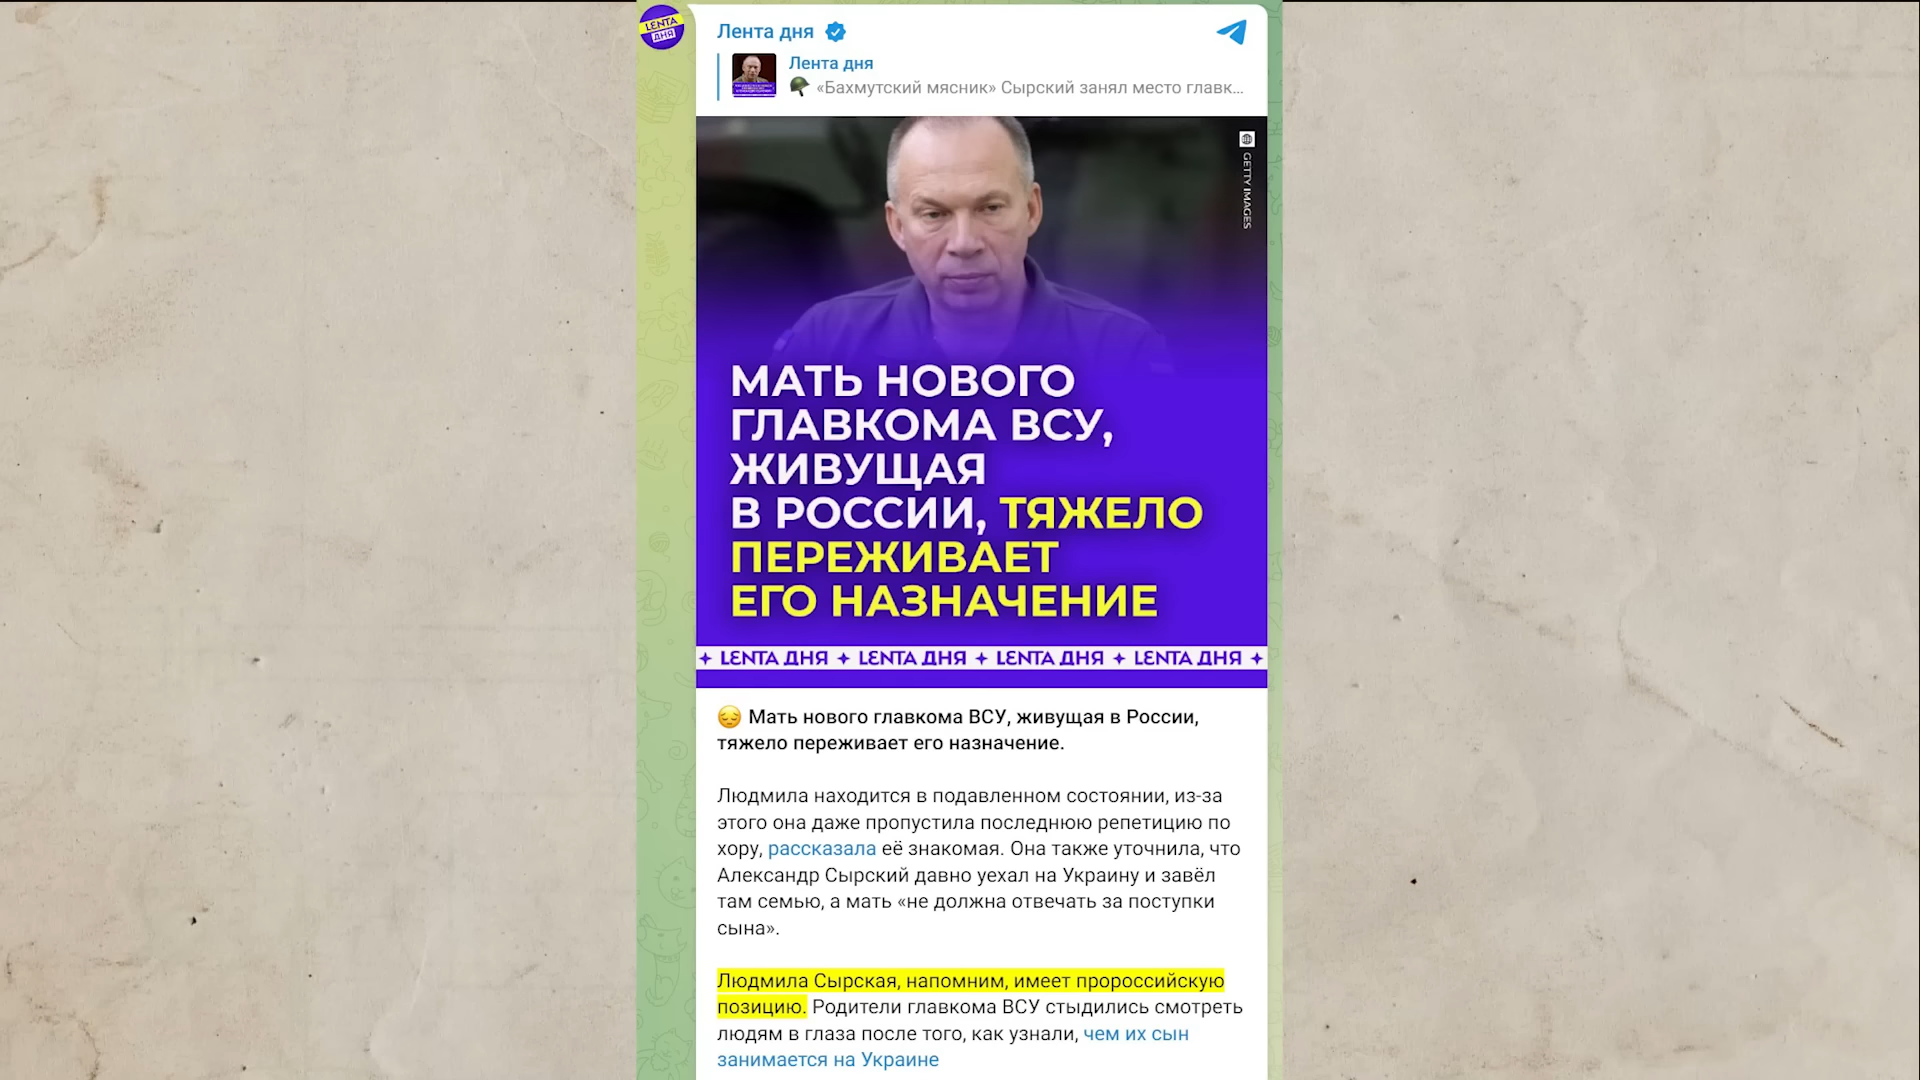 LENTA
ДНЯ
Лента дня
Лента дня
«Бахмутский мясник» Сырский занял место главк...
GETTY IMAGES
МАТЬ НОВОГО
ГЛАВКОМА ВСУ,
ЖИВУЩАЯ
В РОССИИ, ТЯЖЕЛО
ПЕРЕЖИВАЕТ
ЕГО НАЗНАЧЕНИЕ
LENTA ДНЯ LENTA ДНЯ LENTA ДНЯ LENTA ДНЯ
Мать нового главкома ВСУ, живущая в России,
тяжело переживает его назначение.
Людмила находится в подавленном состоянии, из-за
этого она даже пропустила последнюю репетицию по
хору, рассказала её знакомая. Она также уточнила, что
Александр Сырский давно уехал на Украину и завёл
там семью, а мать «не должна отвечать за поступки
сына».
Людмила Сырская, напомним, имеет пророссийскую
позицию. Родители главкома ВСУ стыдились смотреть
людям в глаза после того, как узнали, чем их сын
занимается на Украине